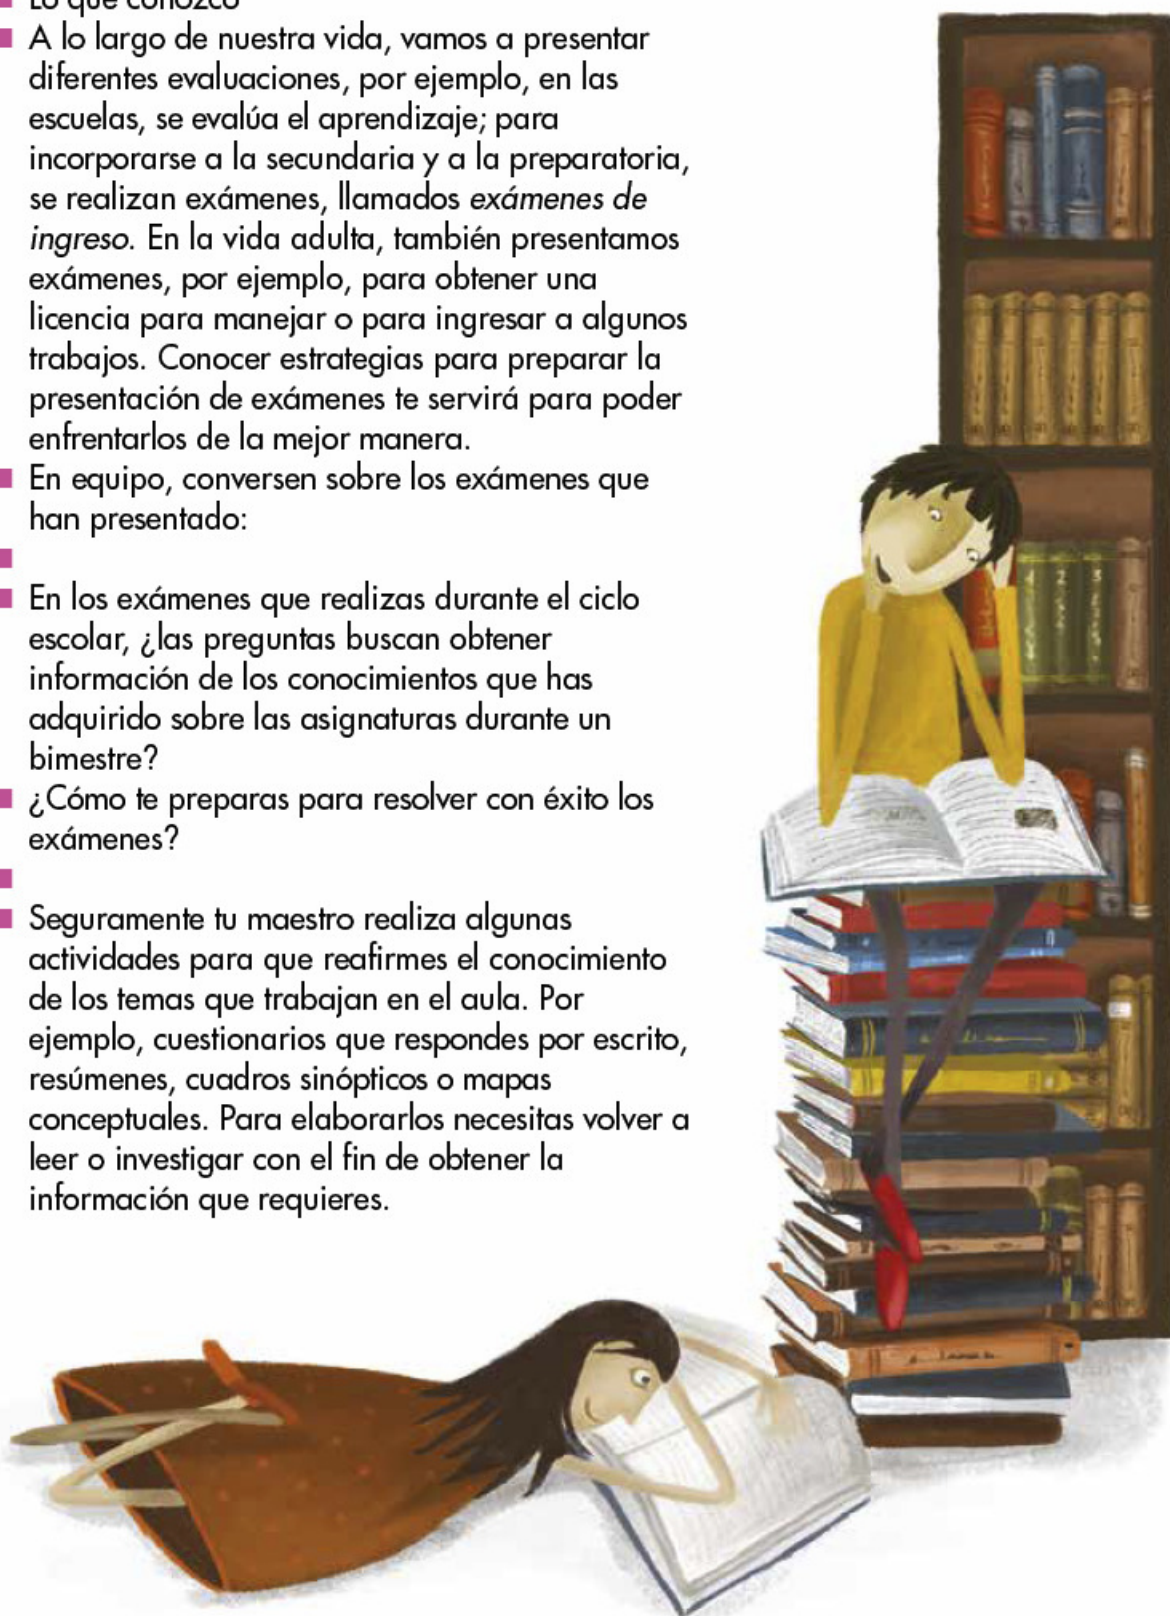 Lo que conozco
A lo largo de nuestra vida, vamos a presentar
diferentes evaluaciones, por ejemplo, en las
escuelas, se evalúa el aprendizaje; para
incorporarse a la secundaria y a la preparatoria,
se realizan exámenes, llamados exámenes de
ingreso. En la vida adulta, también presentamos
exámenes, por ejemplo, para obtener una
licencia para manejar o para ingresar a algunos
trabajos. Conocer estrategias para preparar la
presentación de exámenes te servirá para poder
enfrentarlos de la mejor manera.
En equipo, conversen sobre los exámenes que
han presentado:
En los exámenes que realizas durante el ciclo
escolar, ¿las preguntas buscan obtener
información de los conocimientos que has
adquirido sobre las asignaturas durante un
bimestre?
¿Cómo te preparas para resolver con éxito los
exámenes?
Seguramente tu maestro realiza algunas
actividades para que reafirmes el conocimiento
de los temas que trabajan en el aula. Por
ejemplo, cuestionarios que respondes por escrito,
resúmenes, cuadros sinópticos o mapas
conceptuales. Para elaborarlos necesitas volver a
leer o investigar con el fin de obtener la
información que requieres.